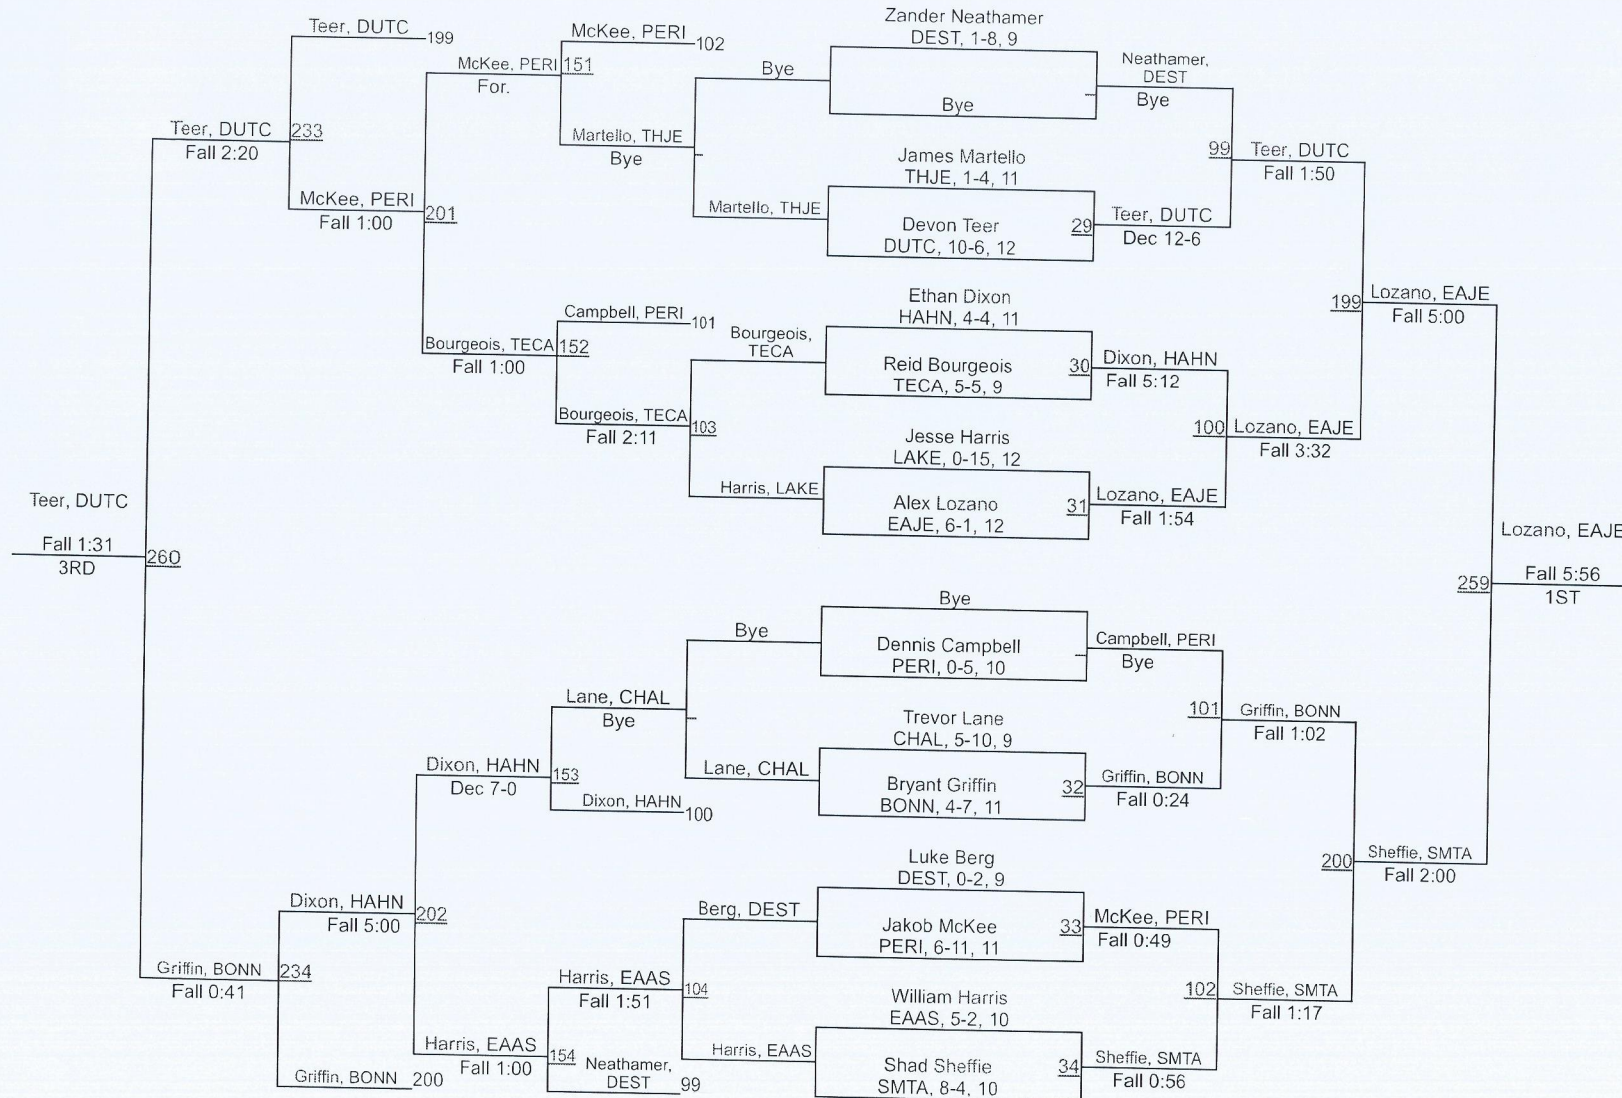 Zander Neathamer
DEST, 1-8, 9
Teer, DUTC
199
McKee, PERI
102
McKee, PERI
151
For.
Bye
Neathamer,
DEST
Bye
Bye
Teer, DUTC
233
Fall 2:20
Martello, THJE
Bye
James Martello
THJE, 1-4, 11
99
Teer, DUTC
Fall 1:50
McKee, PERI
Fall 1:00
201
Martello, THJE
Devon Teer
DUTC, 10-6, 12
29
Teer, DUTC
Dec 12-6
Ethan Dixon
HAHN, 4-4, 11
199
Lozano, EAJE
Fall 5:00
Campbell, PERI
101
Bourgeois,
TECA
Bourgeois, TECA
152
Fall 1:00
Reid Bourgeois
TECA, 5-5, 9
30
Dixon, HAHN
Fall 5:12
Bourgeois, TECA
Fall 2:11
103
Jesse Harris
LAKE, 0-15, 12
100
Lozano, EAJE
Fall 3:32
Harris, LAKE
Alex Lozano
EAJE, 6-1, 12
31
Lozano, EAJE
Fall 1:54
Teer, DUTC
Fall 1:31
3RD
260
Lozano, EAJE
259
Fall 5:56
1ST
Bye
Bye
Dennis Campbell
PERI, 0-5, 10
Campbell, PERI
Bye
Lane, CHAL
Bye
Trevor Lane
CHAL, 5-10, 9
101
Griffin, BONN
Fall 1:02
Dixon, HAHN
Dec 7-0
153
Lane, CHAL
Bryant Griffin
BONN, 4-7, 11
32
Griffin, BONN
Fall 0:24
Dixon, HAHN
100
Luke Berg
DEST, 0-2, 9
200
Sheffie, SMTA
Fall 2:00
Dixon, HAHN
Fall 5:00
202
Berg, DEST
Jakob McKee
PERI, 6-11, 11
33
McKee, PERI
Fall 0:49
Griffin, BONN
Fall 0:41
234
Harris, EAAS
Fall 1:51
104
William Harris
EAAS, 5-2, 10
102
Sheffie, SMTA
Fall 1:17
Harris, EAAS
Fall 1:00
154
Harris, EAAS
Shad Sheffie
SMTA, 8-4, 10
34
Sheffie, SMTA
Fall 0:56
Griffin, BONN
200
Neathamer,
DEST
99